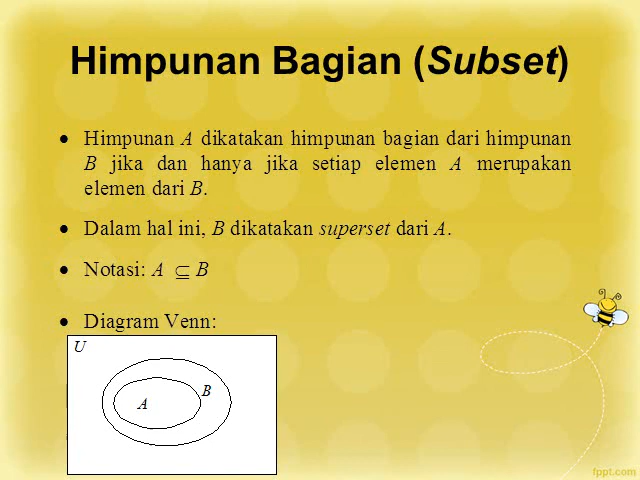 Himpunan Bagian (Subset)
• Himpunan A dikatakan himpunan bagian dari himpunan
B jika dan hanya jika setiap elemen A merupakan
elemen dari B.
• Dalam hal ini, B dikatakan superset dari A.
• Notasi: A ⊆ B
• Diagram Venn:
U
B
A
fppt.com